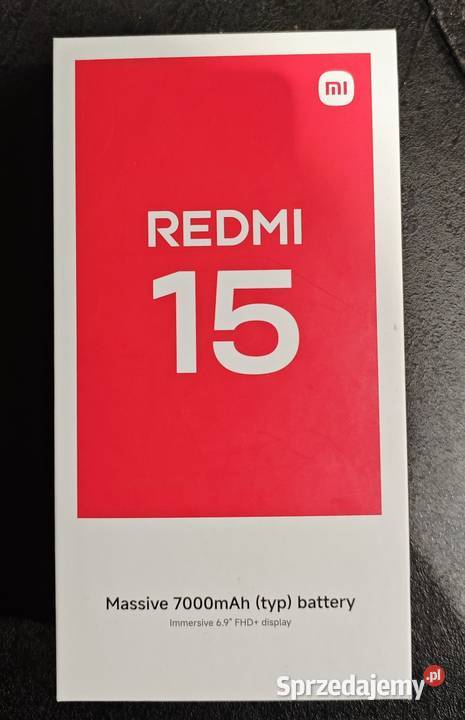 mi
REDMI
15
Massive 7000mAh (typ) battery
Immersive 6.9" FHD+ display
Sprzedajemy.pl